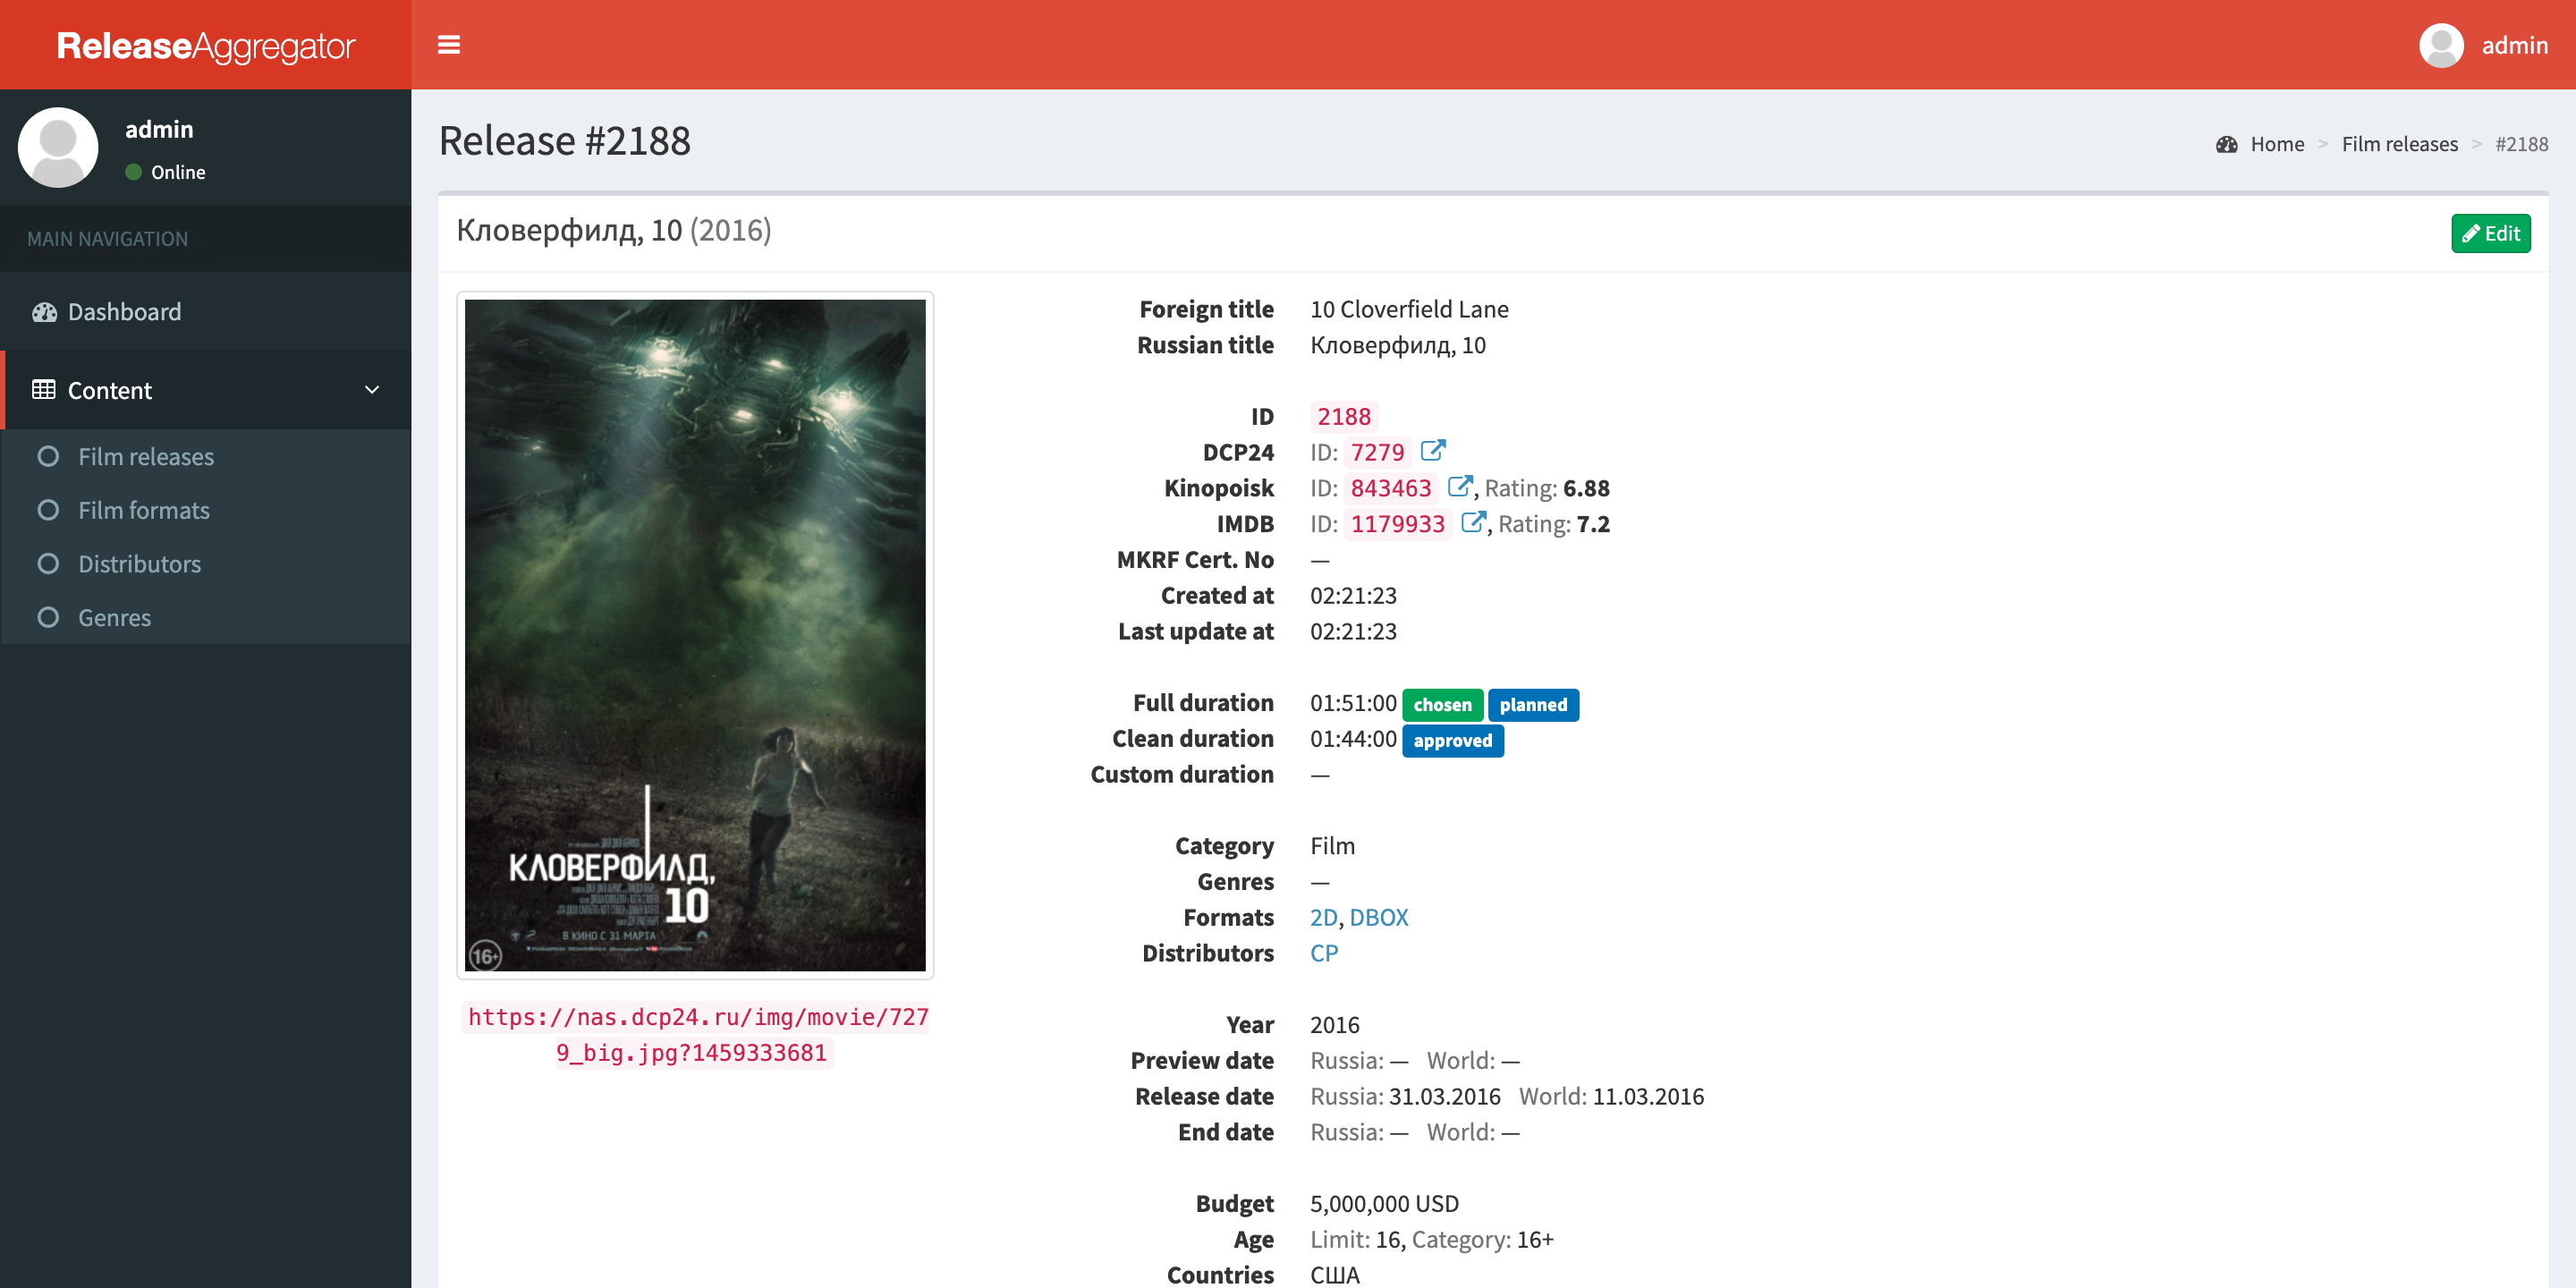 ReleaseAggregator
admin
admin
Online
MAIN NAVIGATION
Dashboard
Content
Film releases
Film formats
Distributors
Genres
Release #2188
Home > Film releases > #2188
Кловерфилд, 10 (2016)
Edit
КЛОВЕРФИЛД,
10
В КИНО С 31 МАРТА
16+
https://nas.dcp24.ru/img/movie/727
9_big.jpg?1459333681
Foreign title 10 Cloverfield Lane
Russian title Кловерфилд, 10
ID 2188
DCP24 ID: 7279
Kinopoisk ID: 843463 , Rating: 6.88
IMDB ID: 1179933 , Rating: 7.2
MKRF Cert. No —
Created at 02:21:23
Last update at 02:21:23
Full duration 01:51:00 chosen planned
Clean duration 01:44:00 approved
Custom duration —
Category Film
Genres —
Formats 2D, DBOX
Distributors CP
Year 2016
Preview date Russia: — World: —
Release date Russia: 31.03.2016 World: 11.03.2016
End date Russia: — World: —
Budget 5,000,000 USD
Age Limit: 16, Category: 16+
Countries США